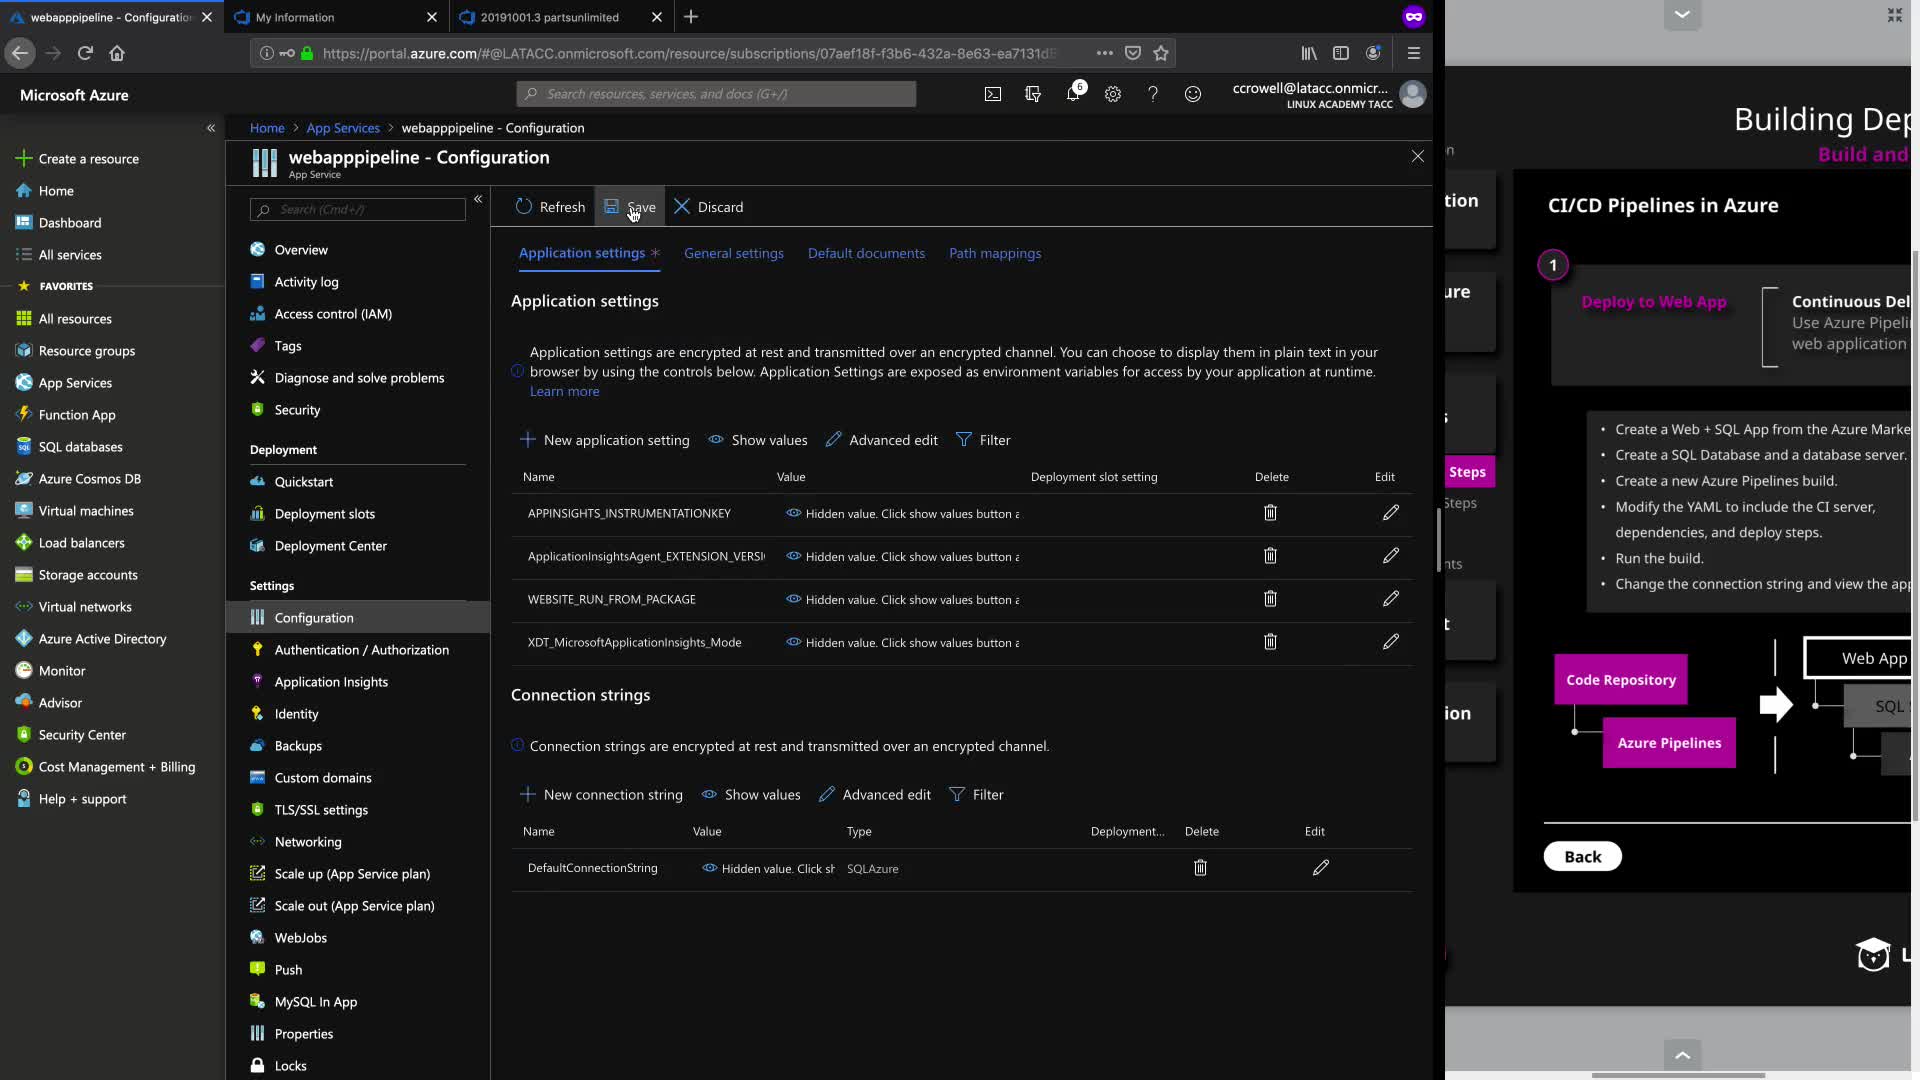 webapppipeline - Configuration
My Information
20191001.3 partsunlimited
https://portal.azure.com/#@LATACC.onmicrosoft.com/resource/subscriptions/07aef18f-f3b6-432a-8e63-ea7131d
Microsoft Azure
Search resources, services, and docs (G+/)
6
ccrowell@latacc.onmicr...
LINUX ACADEMY TACC
Home > App Services > webapppipeline - Configuration
webapppipeline - Configuration
App Service
Create a resource
Home
Dashboard
All services
FAVORITES
All resources
Resource groups
App Services
Function App
SQL databases
Azure Cosmos DB
Virtual machines
Load balancers
Storage accounts
Virtual networks
Azure Active Directory
Monitor
Advisor
Security Center
Cost Management + Billing
Help + support
Search (Cmd+/)
Overview
Activity log
Access control (IAM)
Tags
Diagnose and solve problems
Security
Deployment
Quickstart
Deployment slots
Deployment Center
Settings
Configuration
Authentication / Authorization
Application Insights
Identity
Backups
Custom domains
TLS/SSL settings
Networking
Scale up (App Service plan)
Scale out (App Service plan)
WebJobs
Push
MySQL In App
Properties
Locks
Refresh Save Discard
Application settings * General settings Default documents Path mappings
Application settings
Application settings are encrypted at rest and transmitted over an encrypted channel. You can choose to display them in plain text in your
browser by using the controls below. Application Settings are exposed as environment variables for access by your application at runtime.
Learn more
New application setting Show values Advanced edit Filter
Name Value Deployment slot setting Delete Edit
APPINSIGHTS_INSTRUMENTATIONKEY Hidden value. Click show values button a
ApplicationInsightsAgent_EXTENSION_VERSI Hidden value. Click show values button a
WEBSITE_RUN_FROM_PACKAGE Hidden value. Click show values button a
XDT_MicrosoftApplicationInsights_Mode Hidden value. Click show values button a
Connection strings
Connection strings are encrypted at rest and transmitted over an encrypted channel.
New connection string Show values Advanced edit Filter
Name Value Type Deployment... Delete Edit
DefaultConnectionString Hidden value. Click sh SQLAzure
Building Dep
Build and
n
tion
ure
s
Steps
Steps
nts
t
ion
CI/CD Pipelines in Azure
1
Deploy to Web App
Continuous Del
Use Azure Pipeli
web application
• Create a Web + SQL App from the Azure Marke
• Create a SQL Database and a database server.
• Create a new Azure Pipelines build.
• Modify the YAML to include the CI server,
dependencies, and deploy steps.
• Run the build.
• Change the connection string and view the app
Code Repository
Azure Pipelines
Web App
SQL
Back
L